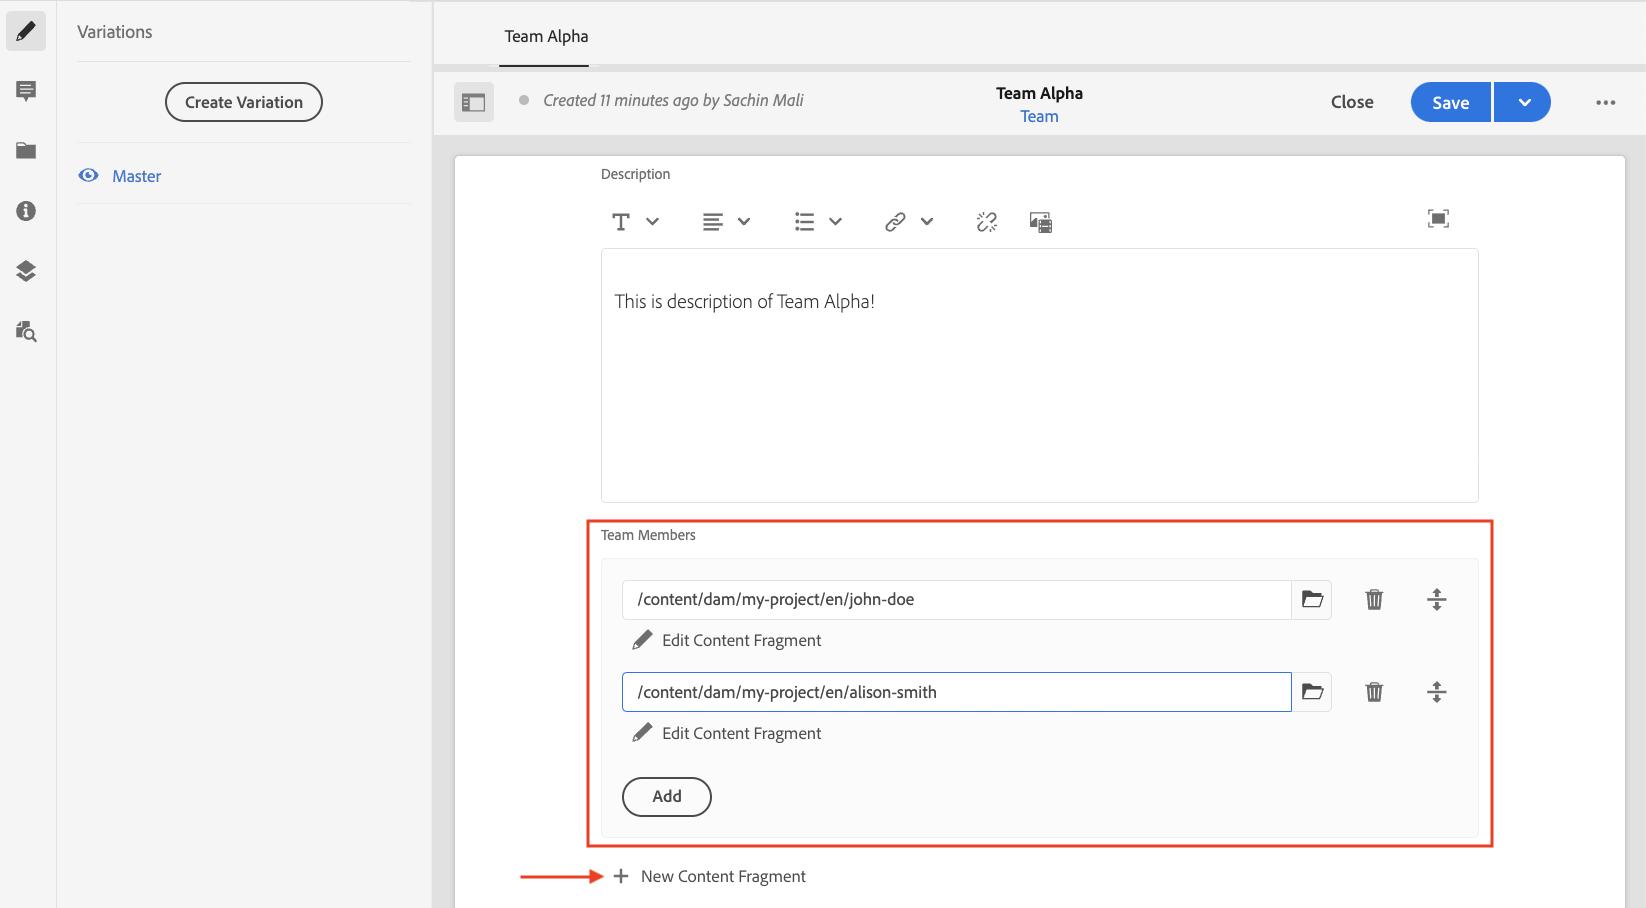 Variations
Create Variation
Master
Team Alpha
Created 11 minutes ago by Sachin Mali
Team Alpha
Team
Close
Save
Description
This is description of Team Alpha!
Team Members
/content/dam/my-project/en/john-doe
Edit Content Fragment
/content/dam/my-project/en/alison-smith
Edit Content Fragment
Add
New Content Fragment